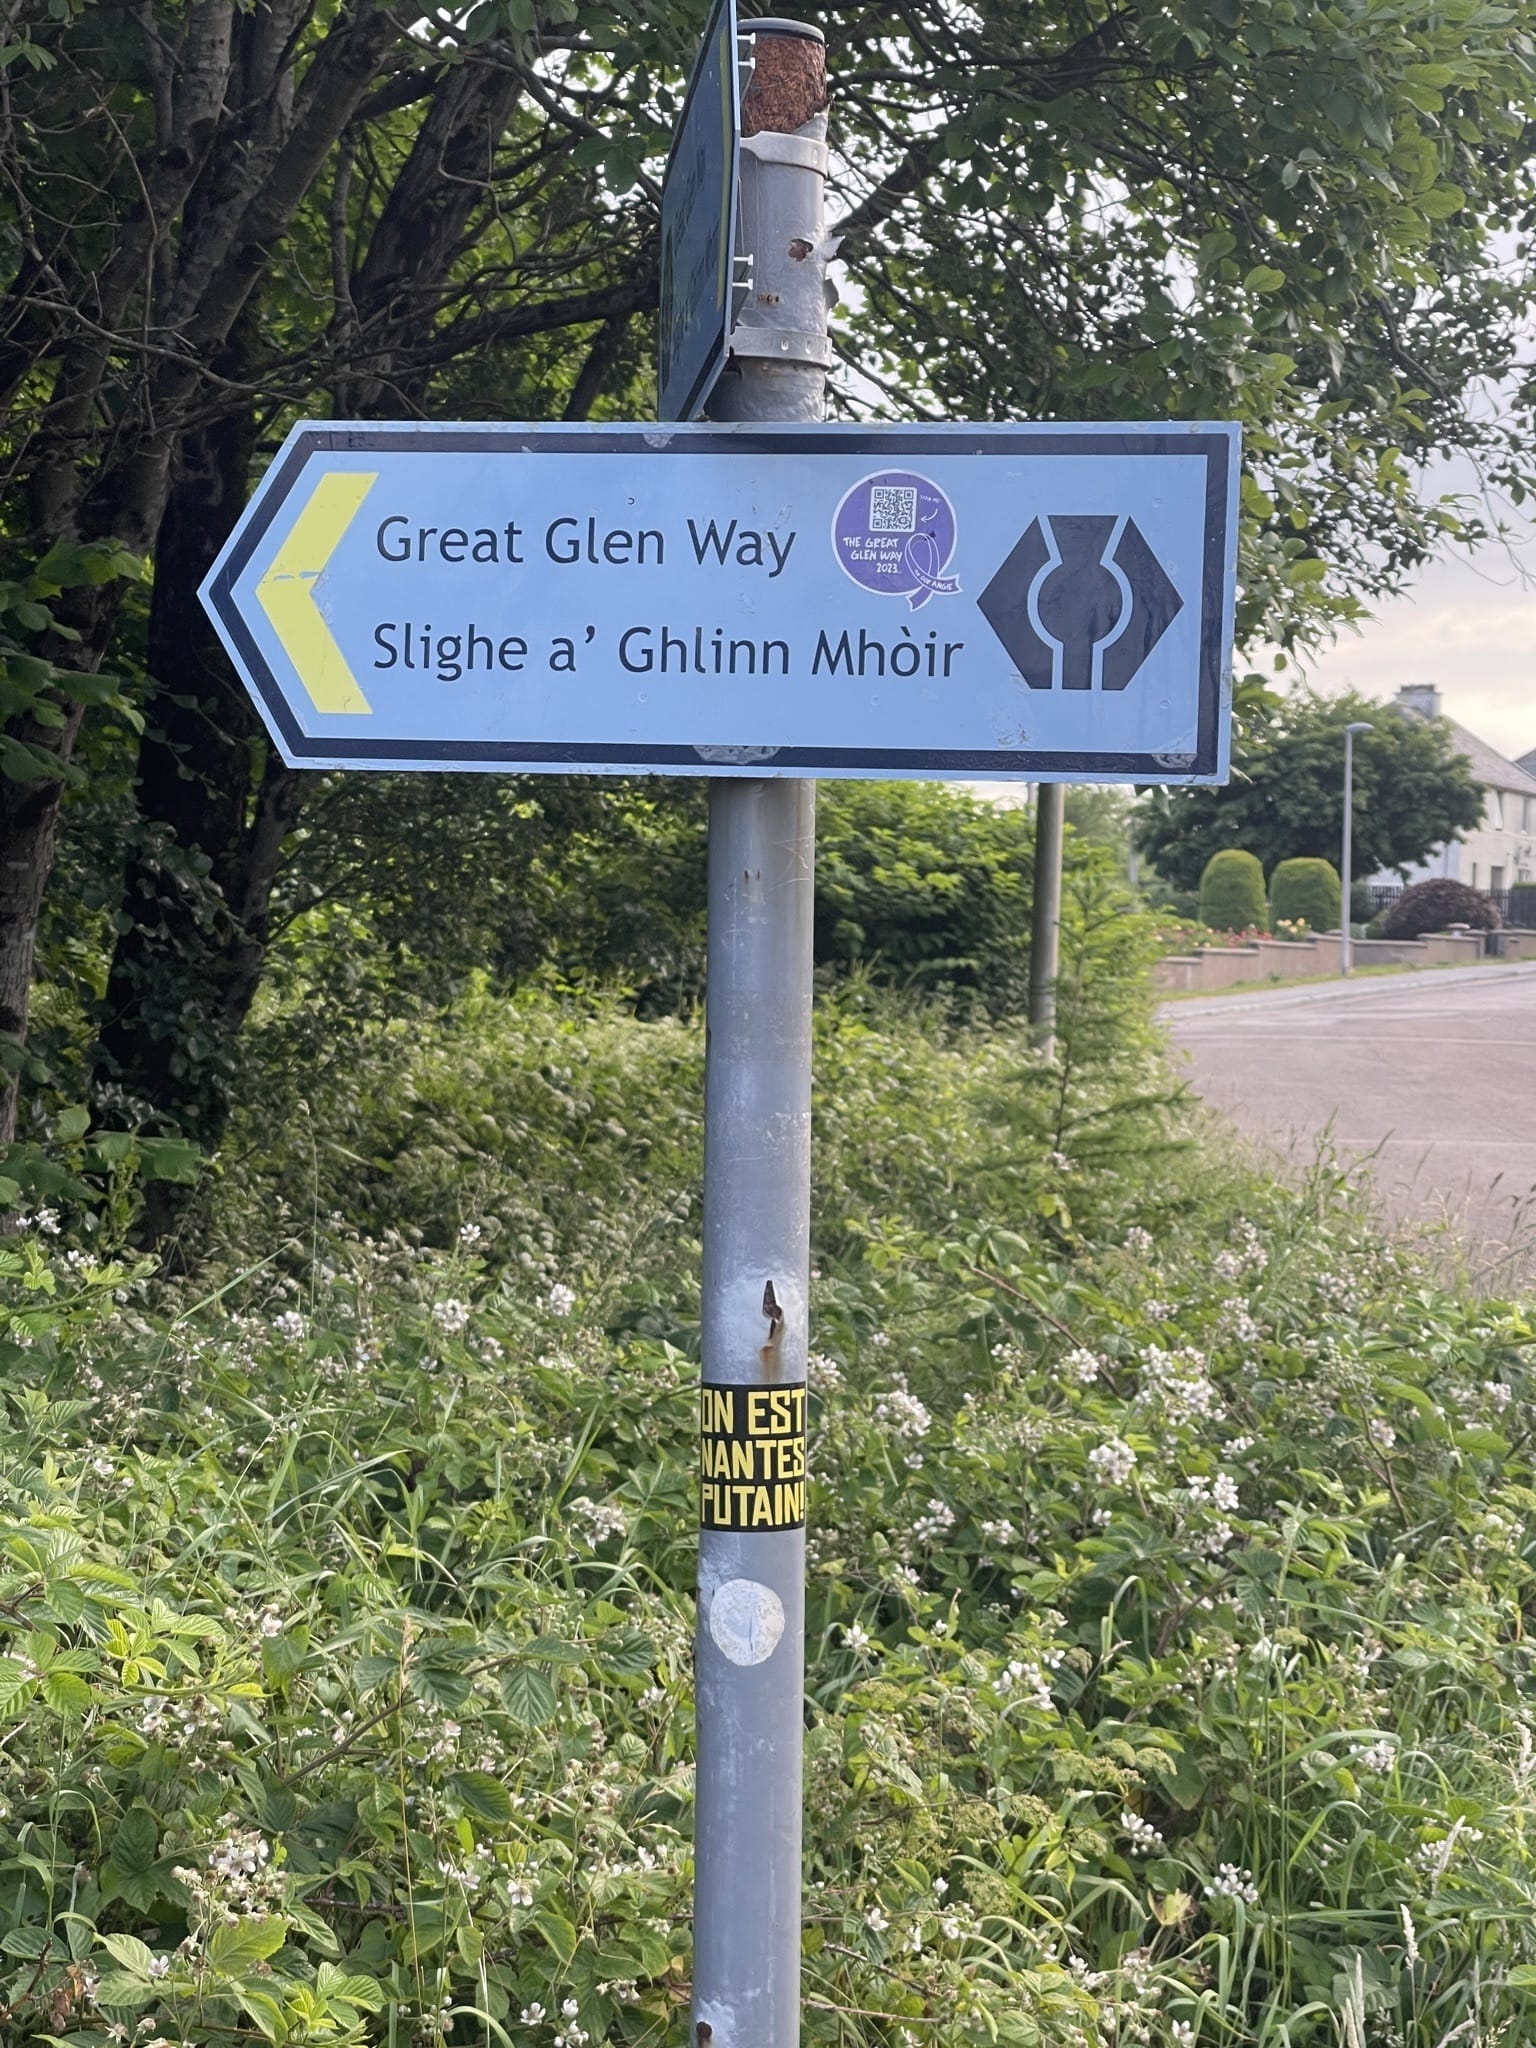 Great Glen Way
Slighe a' Ghlinn Mhòir
THE GREAT
GLEN WAY
2023
ON EST
NANTES
PUTAIN!